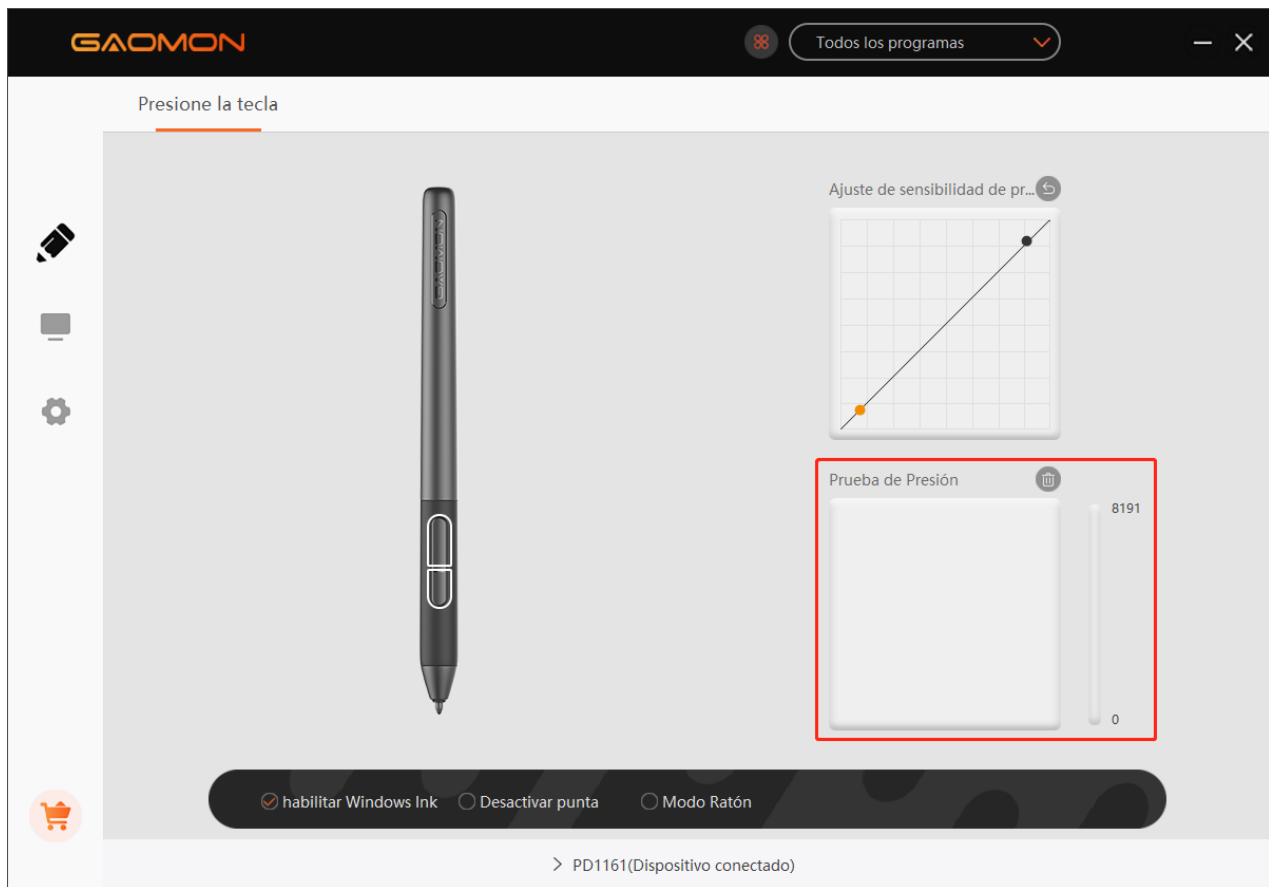 GAOMON
Todos los programas
Presione la tecla
GAOMON
Ajuste de sensibilidad de pr...
Prueba de Presión
8191
0
habilitar Windows Ink
Desactivar punta
Modo Ratón
PD1161(Dispositivo conectado)